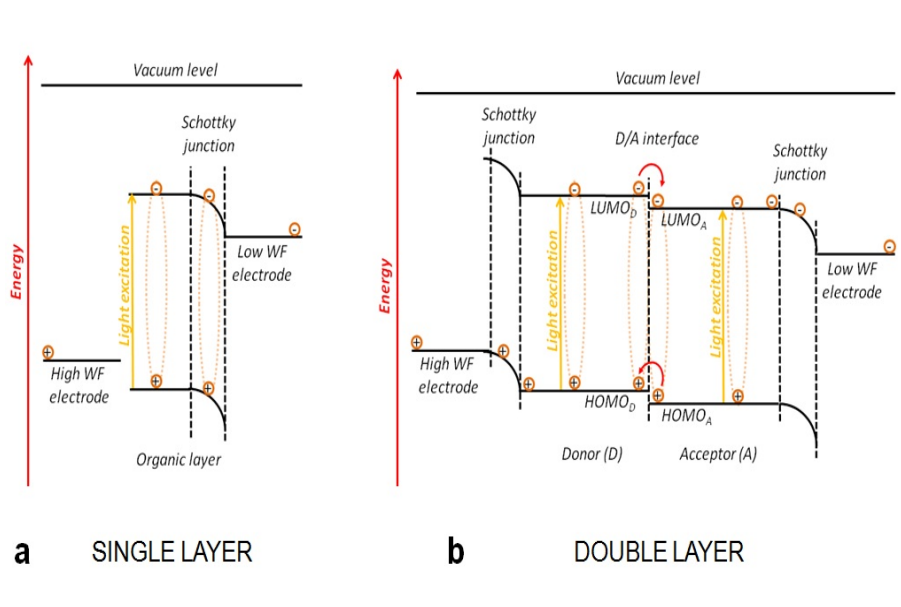 Vacuum level
Schottky
junction
Energy
Light excitation
Low WF
electrode
High WF
electrode
Organic layer
a
SINGLE LAYER
Vacuum level
Schottky
junction
D/A interface
Schottky
junction
LUMOD
LUMOA
Energy
Light excitation
Light excitation
Low WF
electrode
High WF
electrode
HOMOD
HOMOA
Donor (D)
Acceptor (A)
b
DOUBLE LAYER